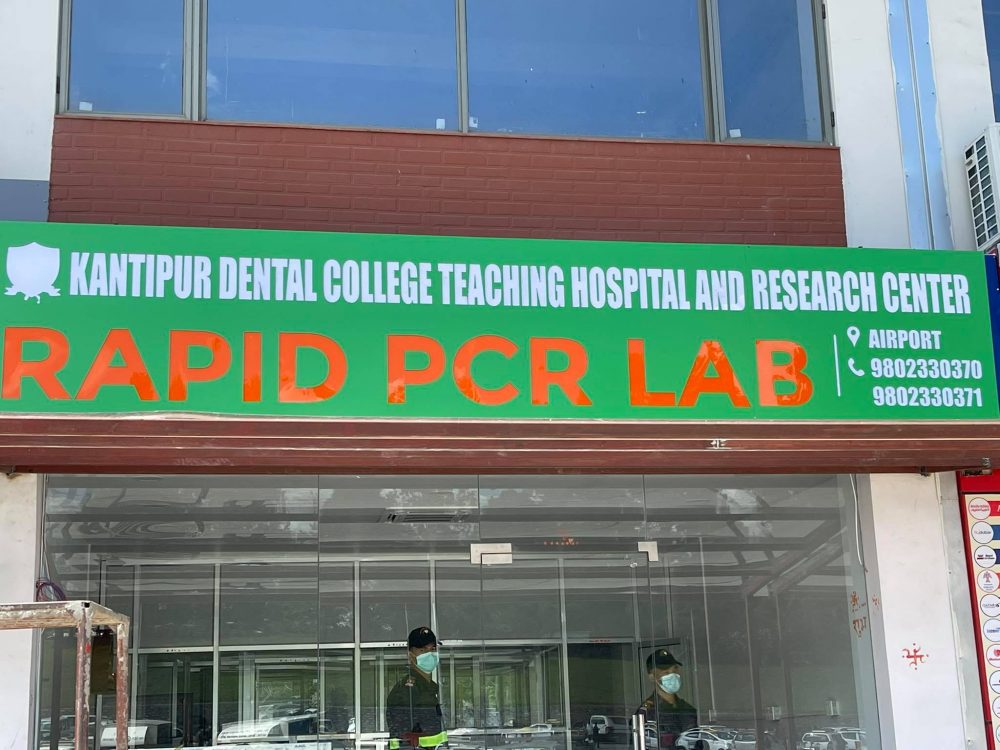 KANTIPUR DENTAL COLLEGE TEACHING HOSPITAL AND RESEARCH CENTER
RAPID PCR LAB
AIRPORT
9802330370
9802330371